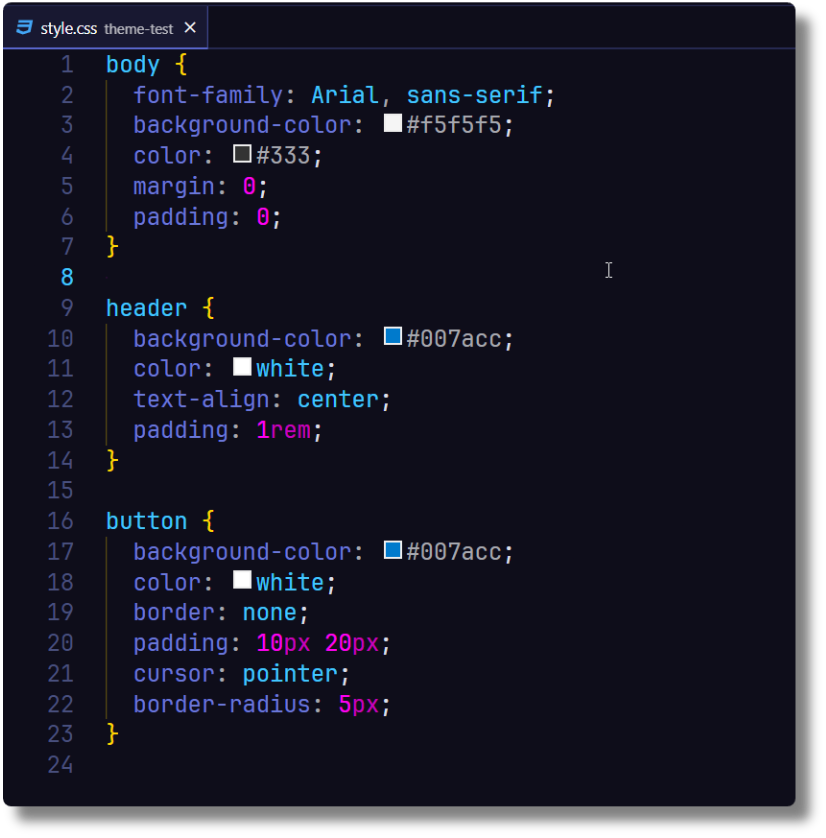 style.css theme-test ×
1 body {
2   font-family: Arial, sans-serif;
3   background-color: #f5f5f5;
4   color: #333;
5   margin: 0;
6   padding: 0;
7 }
8
9 header {
10   background-color: #007acc;
11   color: white;
12   text-align: center;
13   padding: 1rem;
14 }
15
16 button {
17   background-color: #007acc;
18   color: white;
19   border: none;
20   padding: 10px 20px;
21   cursor: pointer;
22   border-radius: 5px;
23 }
24